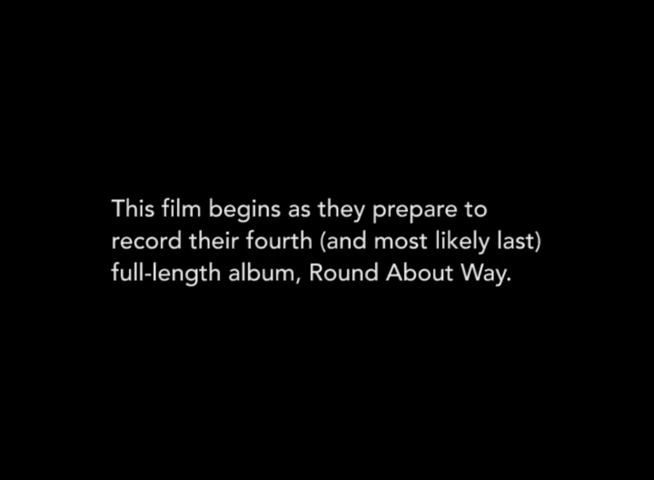 This film begins as they prepare to
record their fourth (and most likely last)
full-length album, Round About Way.